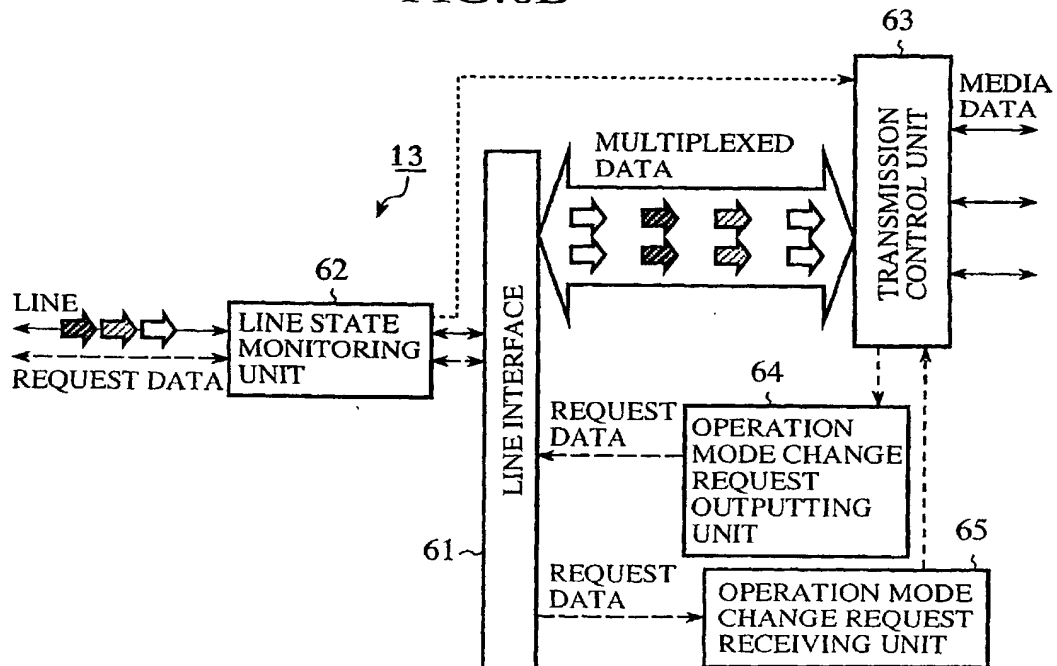 63
MEDIA
DATA
TRANSMISSION
CONTROL UNIT
MULTIPLEXED
DATA
13
62
LINE
LINE STATE
MONITORING
UNIT
REQUEST DATA
LINE INTERFACE
64
REQUEST
DATA
OPERATION
MODE CHANGE
REQUEST
OUTPUTTING
UNIT
61
65
REQUEST
DATA
OPERATION MODE
CHANGE REQUEST
RECEIVING UNIT